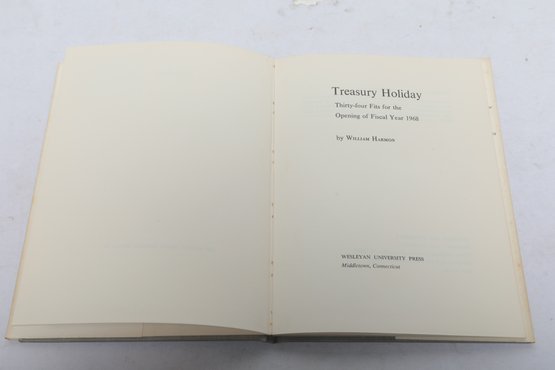 Treasury Holiday
Thirty-four Fits for the
Opening of Fiscal Year 1968
by William Harmon
WESLEYAN UNIVERSITY PRESS
Middletown, Connecticut